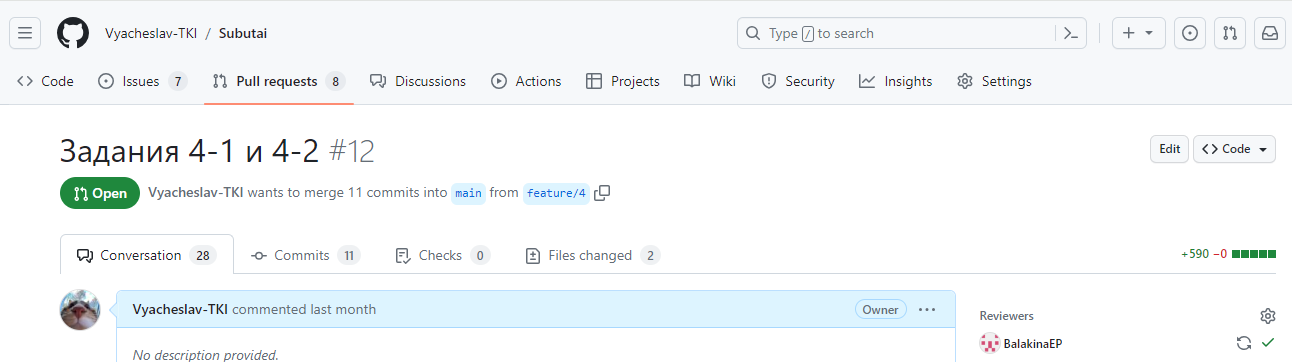 Vyacheslav-TKI / Subutai
Type / to search
Code
Issues 7
Pull requests 8
Discussions
Actions
Projects
Wiki
Security
Insights
Settings
Задания 4-1 и 4-2 #12
Edit
<> Code
Open
Vyacheslav-TKI wants to merge 11 commits into main from feature/4
Conversation 28
Commits 11
Checks 0
Files changed 2
+590 −0
Vyacheslav-TKI commented last month
Owner
No description provided.
Reviewers
BalakinaEP